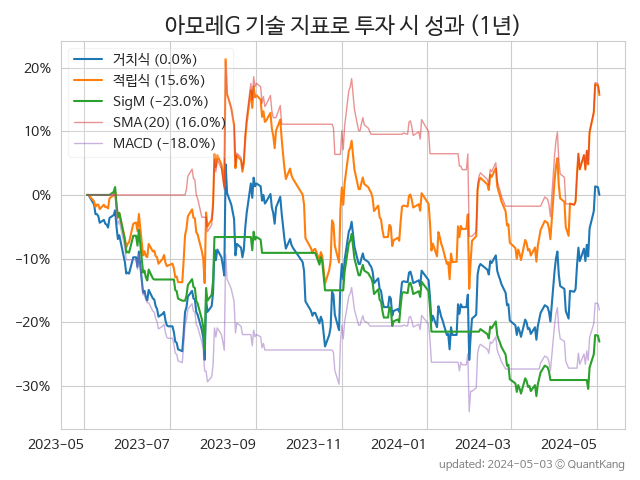 아모레G 기술 지표로 투자 시 성과 (1년)
거치식 (0.0%)
적립식 (15.6%)
SigM (−23.0%)
SMA(20) (16.0%)
MACD (−18.0%)
20%
10%
0%
−10%
−20%
−30%
2023-05
2023-07
2023-09
2023-11
2024-01
2024-03
2024-05
updated: 2024-05-03 ⓒ QuantKang